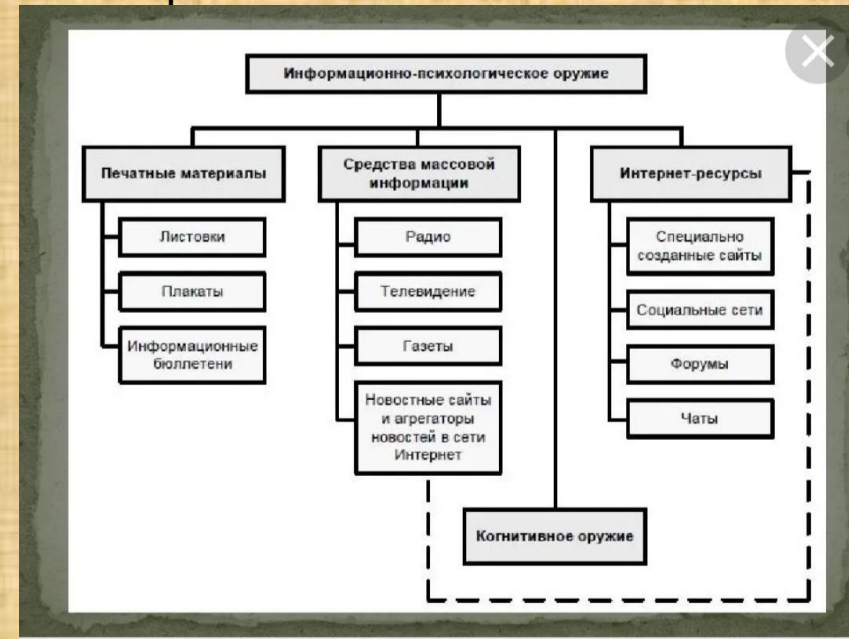 Информационно-психологическое оружие
Печатные материалы
Листовки
Плакаты
Информационные
бюллетени
Средства массовой
информации
Радио
Телевидение
Газеты
Новостные сайты
и агрегаторы
новостей в сети
Интернет
Интернет-ресурсы
Специально
созданные сайты
Социальные сети
Форумы
Чаты
Когнитивное оружие